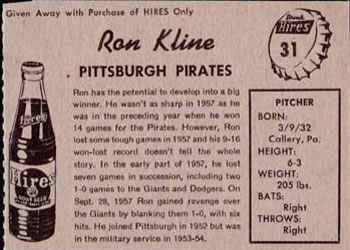 Given Away with Purchase of HIRES Only
Drink
Hires
31
Ron Kline
PITTSBURGH PIRATES
Ron has the potential to develop into a big
winner. He wasn't as sharp in 1957 as he
was in the preceding year when he won
14 games for the Pirates. However, Ron
lost some tough games in 1957 and his 9-16
won-lost record doesn't tell the whole
story. In the early part of 1957, he lost
seven games in succession, including two
1-0 games to the Giants and Dodgers. On
Sept. 28, 1957 Ron gained revenge over
the Giants by blanking them 1-0, with six
hits. He joined Pittsburgh in 1952 but was
in the military service in 1953-54.
PITCHER
BORN:
3/9/32
Callery, Pa.
HEIGHT:
6-3
WEIGHT:
205 lbs.
BATS:
Right
THROWS:
Right
Hires
Hires
ROOT BEER